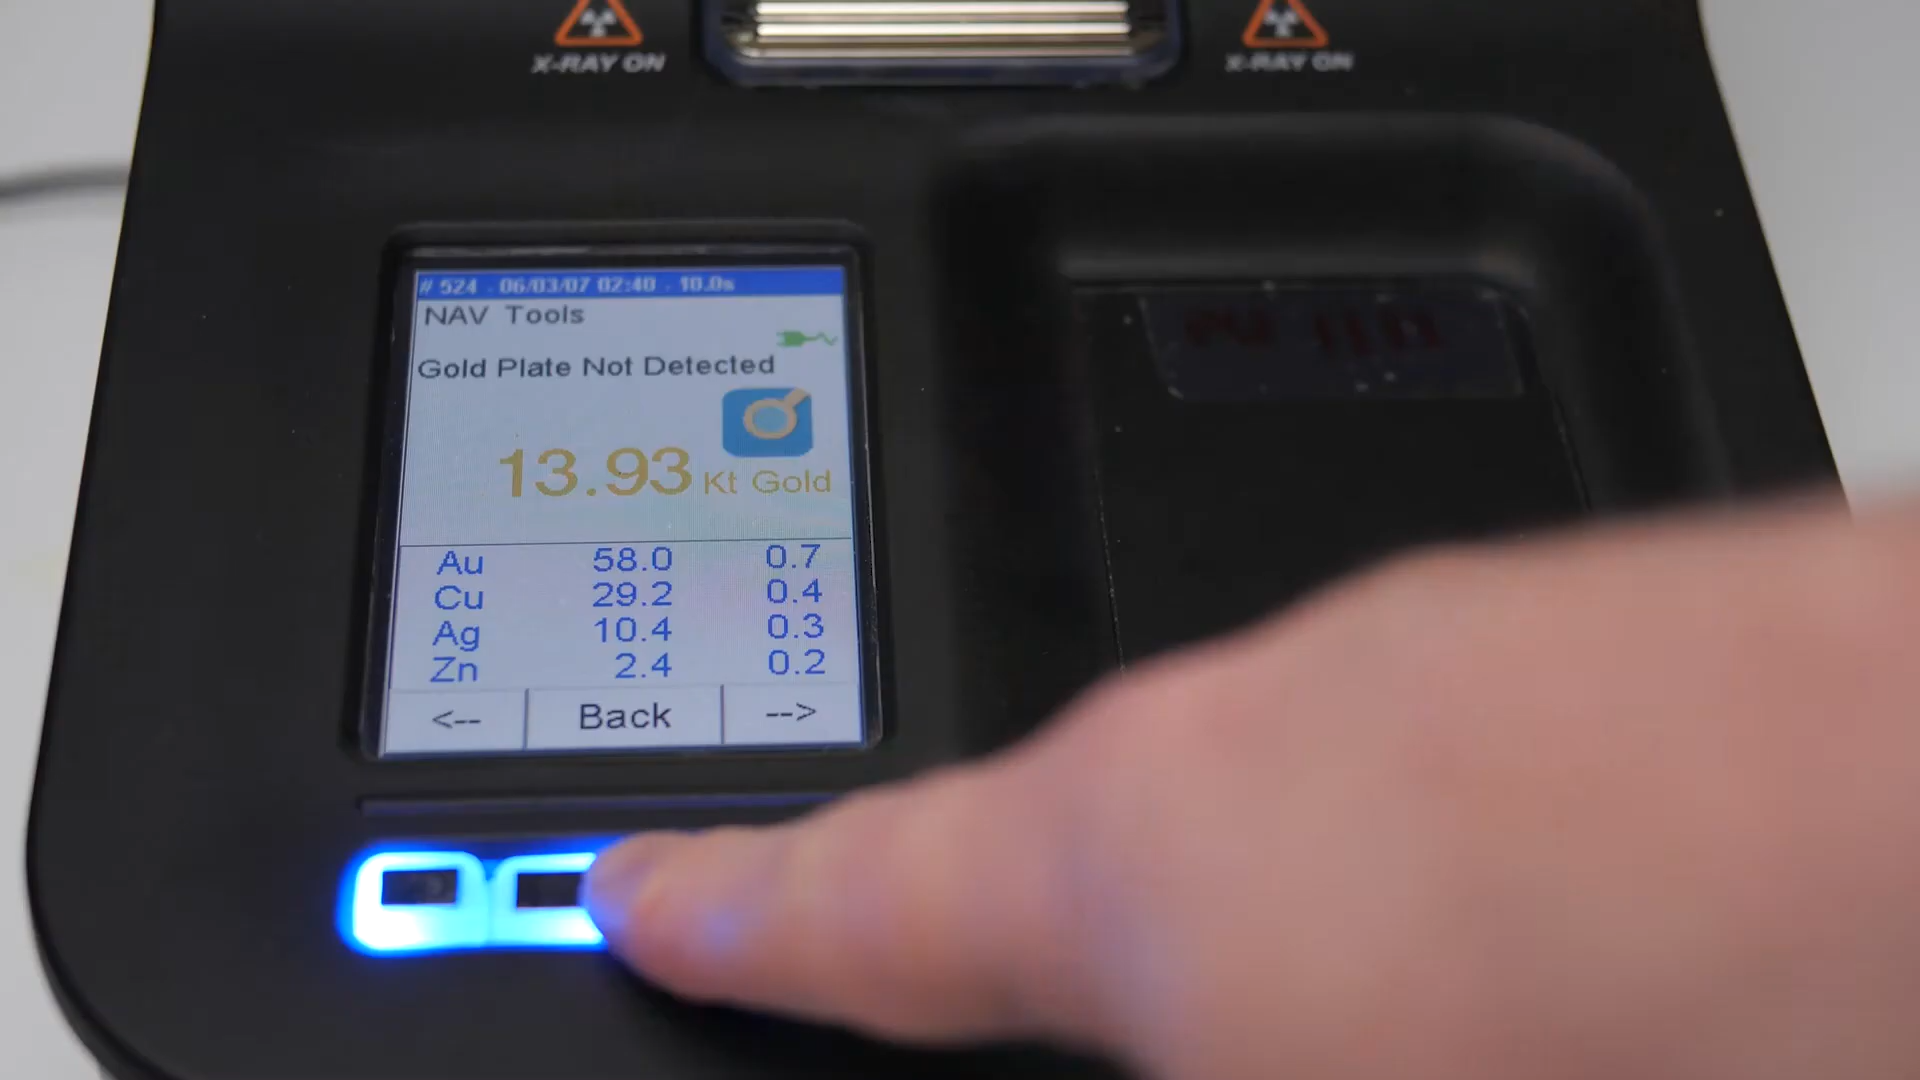 X-RAY ON
X-RAY ON
# 524 - 06/03/07 02:40 - 10.0s
NAV Tools
Gold Plate Not Detected
13.93 Kt Gold
Au 58.0 0.7
Cu 29.2 0.4
Ag 10.4 0.3
Zn 2.4 0.2
<-- Back -->